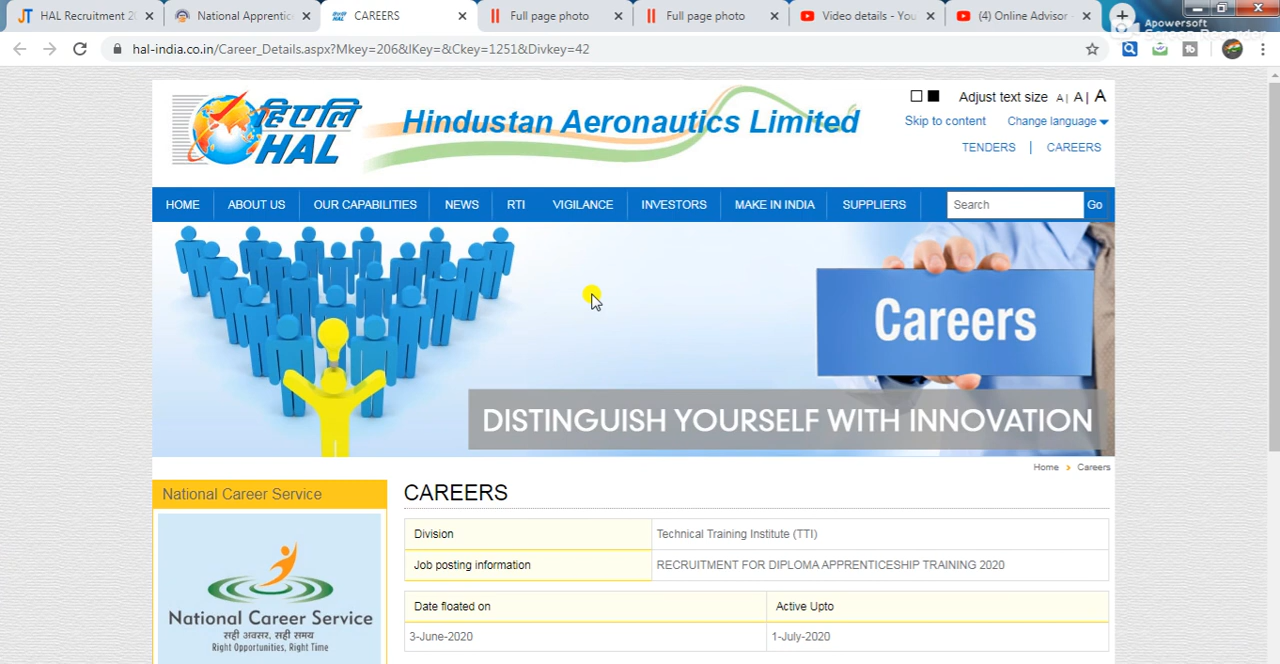 HAL Recruitment 20
National Apprentic
CAREERS
Full page photo
Full page photo
Video details - You
(4) Online Advisor -
Apowersoft
Screen Recorder
hal-india.co.in/Career_Details.aspx?Mkey=206&lKey=&Ckey=1251&Divkey=42
हिएलि
HAL
Hindustan Aeronautics Limited
Adjust text size A | A | A
Skip to content Change language
TENDERS | CAREERS
HOME ABOUT US OUR CAPABILITIES NEWS RTI VIGILANCE INVESTORS MAKE IN INDIA SUPPLIERS Search Go
Careers
DISTINGUISH YOURSELF WITH INNOVATION
Home > Careers
National Career Service
CAREERS
Division Technical Training Institute (TTI)
Job posting information RECRUITMENT FOR DIPLOMA APPRENTICESHIP TRAINING 2020
Date floated on Active Upto
3-June-2020 1-July-2020
National Career Service
सही अवसर, सही समय
Right Opportunities, Right Time